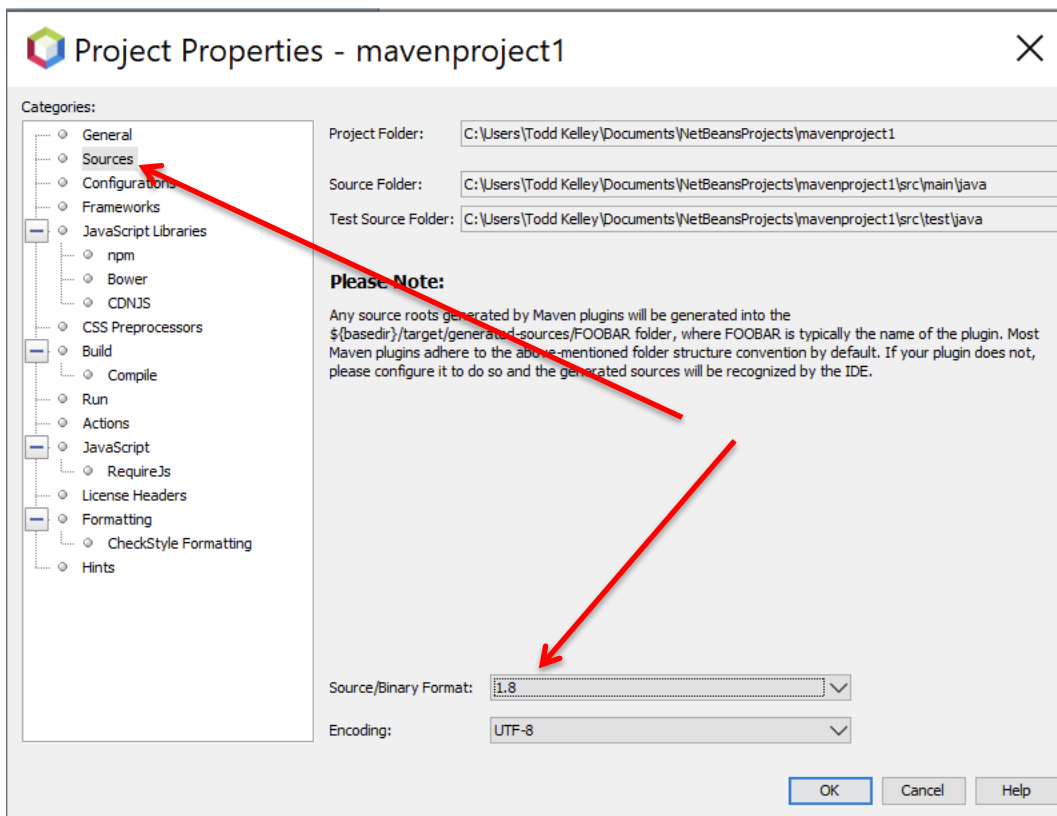 Project Properties - mavenproject1
Categories:
General
Sources
Configurations
Frameworks
JavaScript Libraries
npm
Bower
CDNJS
CSS Preprocessors
Build
Compile
Run
Actions
JavaScript
RequireJs
License Headers
Formatting
CheckStyle Formatting
Hints
Project Folder: C:\Users\Todd Kelley\Documents\NetBeansProjects\mavenproject1
Source Folder: C:\Users\Todd Kelley\Documents\NetBeansProjects\mavenproject1\src\main\java
Test Source Folder: C:\Users\Todd Kelley\Documents\NetBeansProjects\mavenproject1\src\test\java
Please Note:
Any source roots generated by Maven plugins will be generated into the
${basedir}/target/generated-sources/FOOBAR folder, where FOOBAR is typically the name of the plugin. Most
Maven plugins adhere to the above-mentioned folder structure convention by default. If your plugin does not,
please configure it to do so and the generated sources will be recognized by the IDE.
Source/Binary Format: 1.8
Encoding: UTF-8
OK Cancel Help